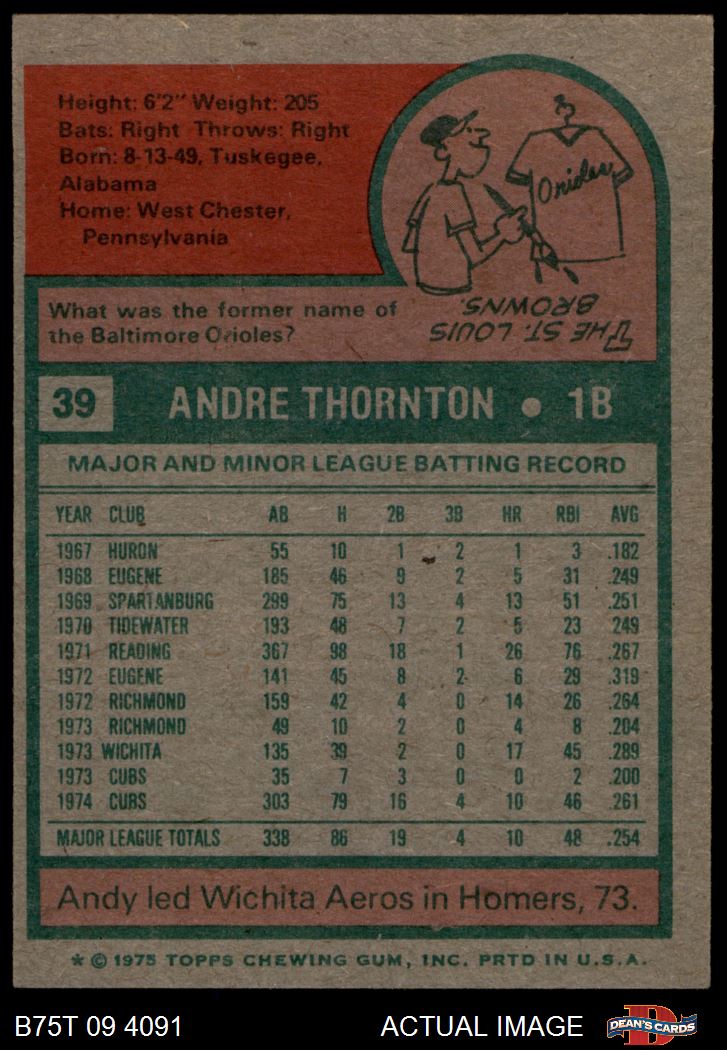 Height: 6'2" Weight: 205
Bats: Right Throws: Right
Born: 8-13-49, Tuskegee,
Alabama
Home: West Chester,
Pennsylvania
Orioles
What was the former name of
the Baltimore Orioles?
THE ST. LOUIS
BROWNS.
39 ANDRE THORNTON • 1B
MAJOR AND MINOR LEAGUE BATTING RECORD
YEAR CLUB AB H 2B 3B HR RBI AVG
1967 HURON 55 10 1 2 1 3 .182
1968 EUGENE 185 46 9 2 5 31 .249
1969 SPARTANBURG 299 75 13 4 13 51 .251
1970 TIDEWATER 193 48 7 2 5 23 .249
1971 READING 367 98 18 1 26 76 .267
1972 EUGENE 141 45 8 2 6 29 .319
1972 RICHMOND 159 42 4 0 14 26 .264
1973 RICHMOND 49 10 2 0 4 8 .204
1973 WICHITA 135 39 2 0 17 45 .289
1973 CUBS 35 7 3 0 0 2 .200
1974 CUBS 303 79 16 4 10 46 .261
MAJOR LEAGUE TOTALS 338 86 19 4 10 48 .254
Andy led Wichita Aeros in Homers, 73.
* © 1975 TOPPS CHEWING GUM, INC. PRTD IN U.S.A.
B75T 09 4091 ACTUAL IMAGE DEAN'S CARDS